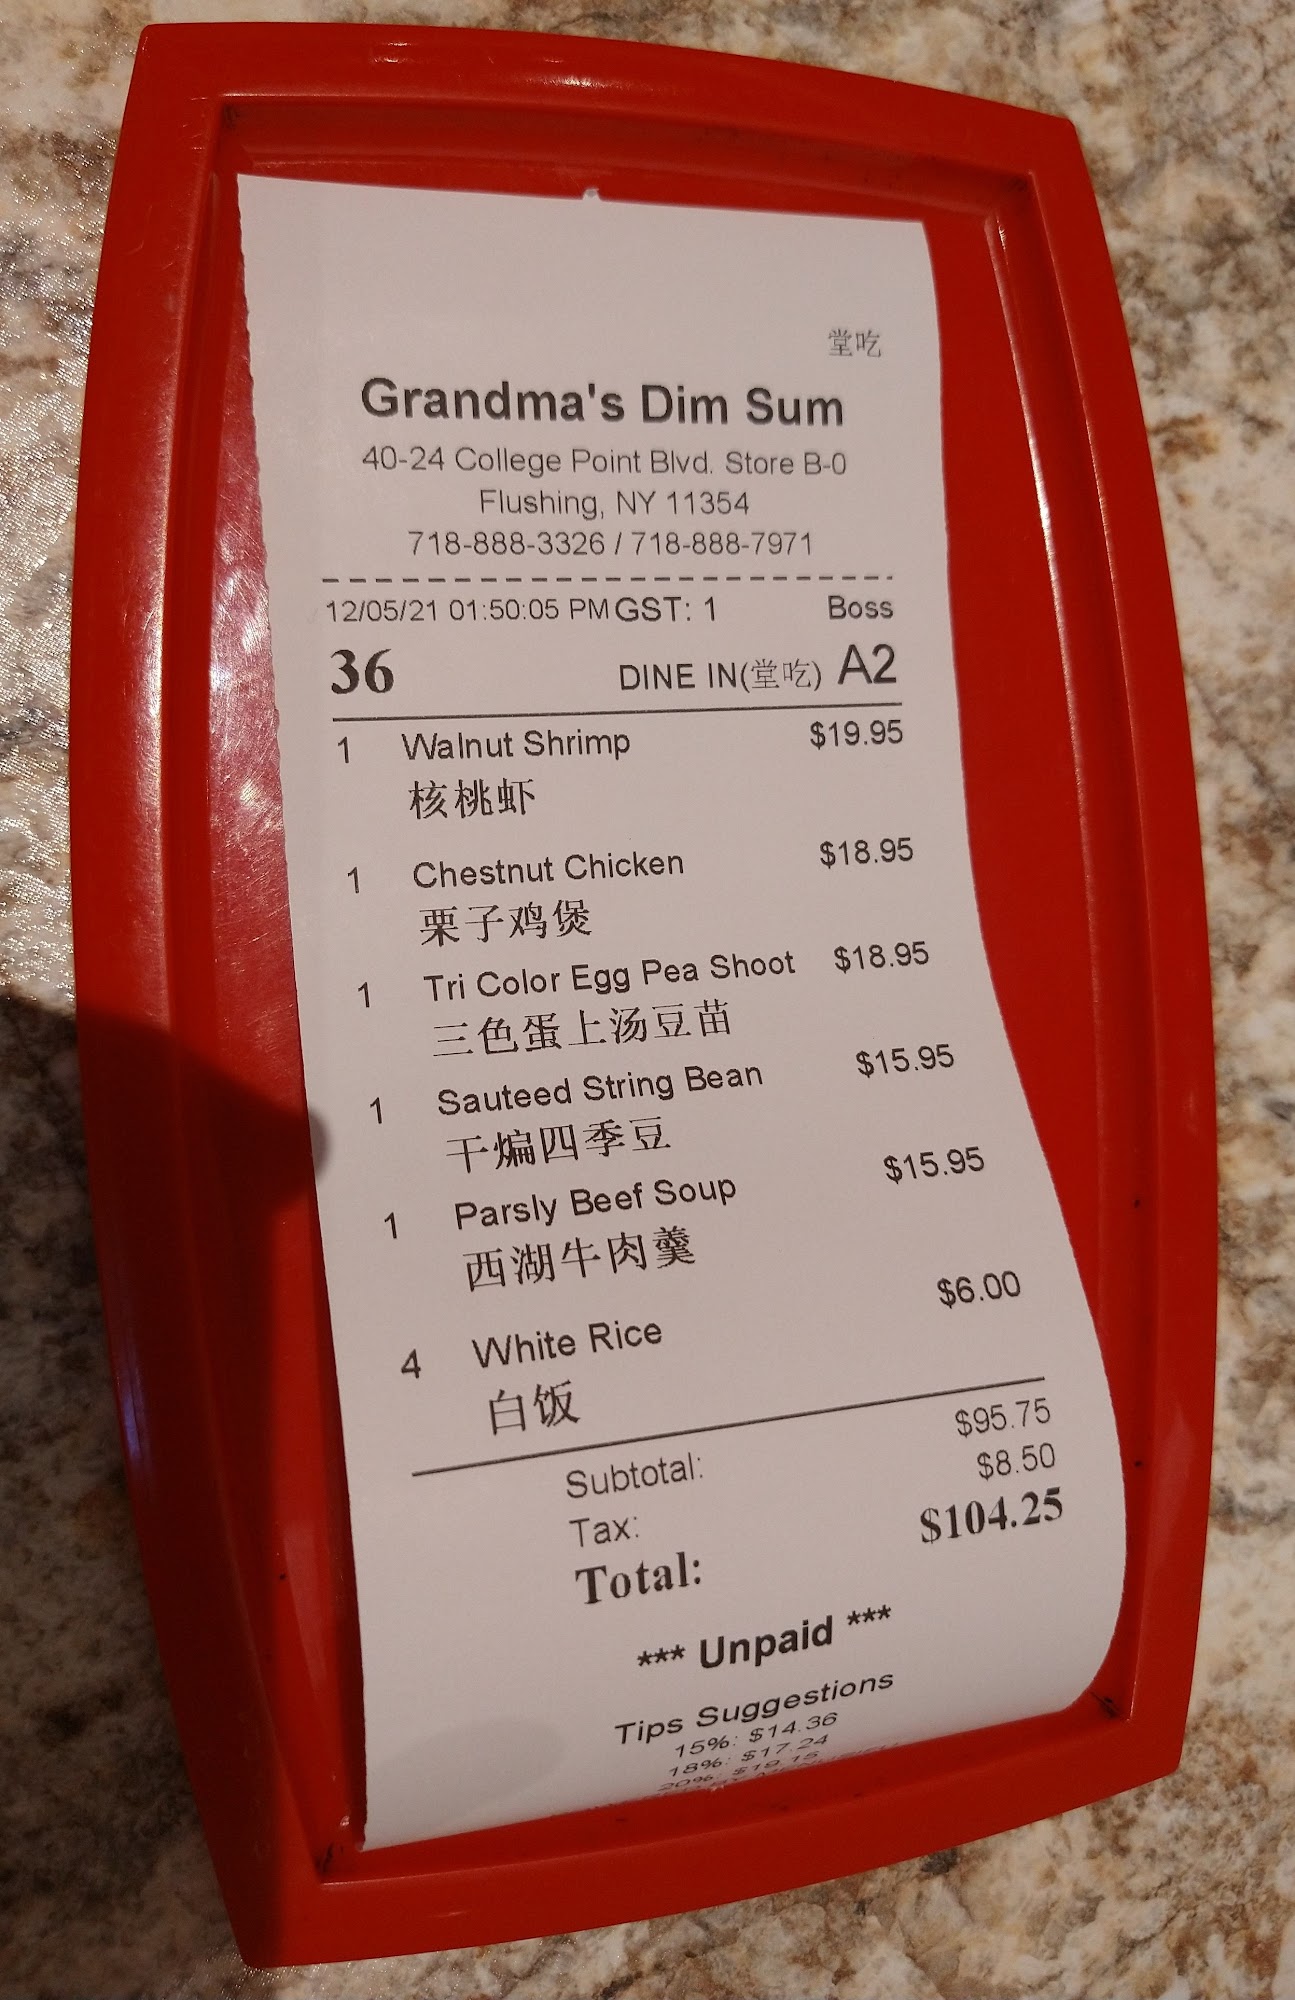 堂吃
Grandma's Dim Sum
40-24 College Point Blvd. Store B-0
Flushing, NY 11354
718-888-3326 / 718-888-7971
12/05/21 01:50:05 PM GST: 1 Boss
36 DINE IN(堂吃) A2
1 Walnut Shrimp $19.95
核桃虾
1 Chestnut Chicken $18.95
栗子鸡煲
1 Tri Color Egg Pea Shoot $18.95
三色蛋上汤豆苗
1 Sauteed String Bean $15.95
干煸四季豆
1 Parsly Beef Soup $15.95
西湖牛肉羹
4 White Rice $6.00
白饭
Subtotal: $95.75
Tax: $8.50
Total: $104.25
*** Unpaid ***
Tips Suggestions
15%: $14.36
18%: $17.24
20%: $19.15